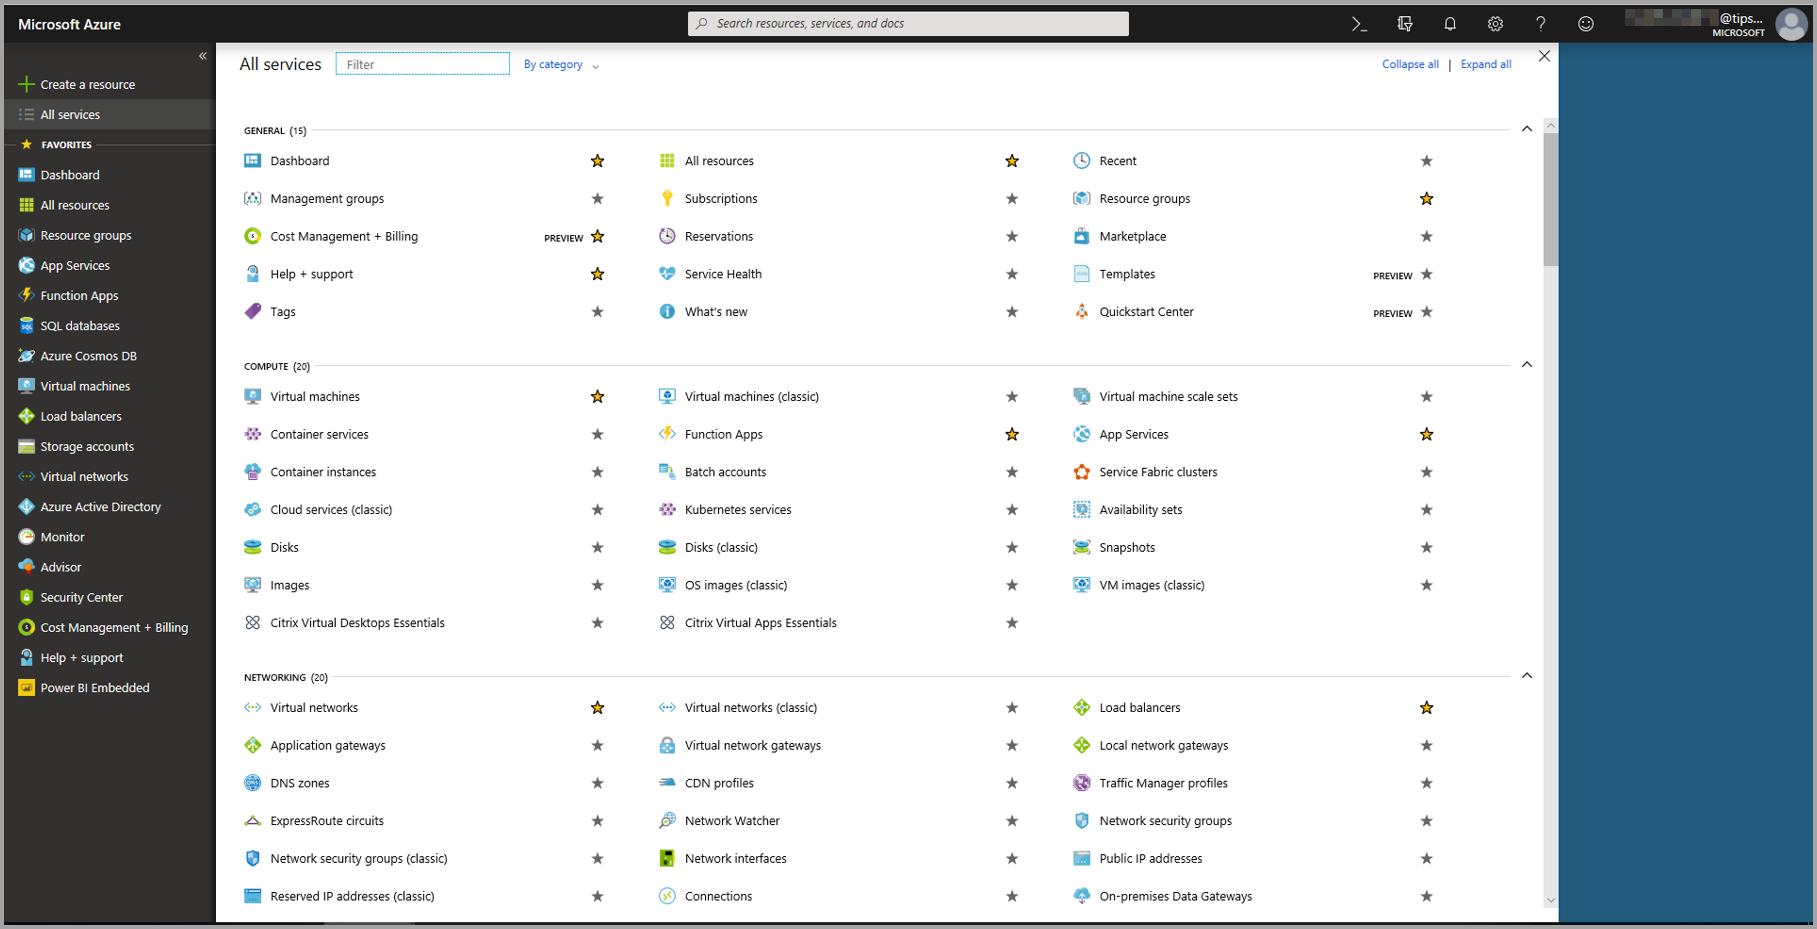 Microsoft Azure
Search resources, services, and docs
@tips...
MICROSOFT
Create a resource
All services
FAVORITES
Dashboard
All resources
Resource groups
App Services
Function Apps
SQL databases
Azure Cosmos DB
Virtual machines
Load balancers
Storage accounts
Virtual networks
Azure Active Directory
Monitor
Advisor
Security Center
Cost Management + Billing
Help + support
Power BI Embedded
All services Filter By category Collapse all | Expand all
GENERAL (15)
Dashboard All resources Recent
Management groups Subscriptions Resource groups
Cost Management + Billing PREVIEW Reservations Marketplace
Help + support Service Health Templates PREVIEW
Tags What's new Quickstart Center PREVIEW
COMPUTE (20)
Virtual machines Virtual machines (classic) Virtual machine scale sets
Container services Function Apps App Services
Container instances Batch accounts Service Fabric clusters
Cloud services (classic) Kubernetes services Availability sets
Disks Disks (classic) Snapshots
Images OS images (classic) VM images (classic)
Citrix Virtual Desktops Essentials Citrix Virtual Apps Essentials
NETWORKING (20)
Virtual networks Virtual networks (classic) Load balancers
Application gateways Virtual network gateways Local network gateways
DNS zones CDN profiles Traffic Manager profiles
ExpressRoute circuits Network Watcher Network security groups
Network security groups (classic) Network interfaces Public IP addresses
Reserved IP addresses (classic) Connections On-premises Data Gateways